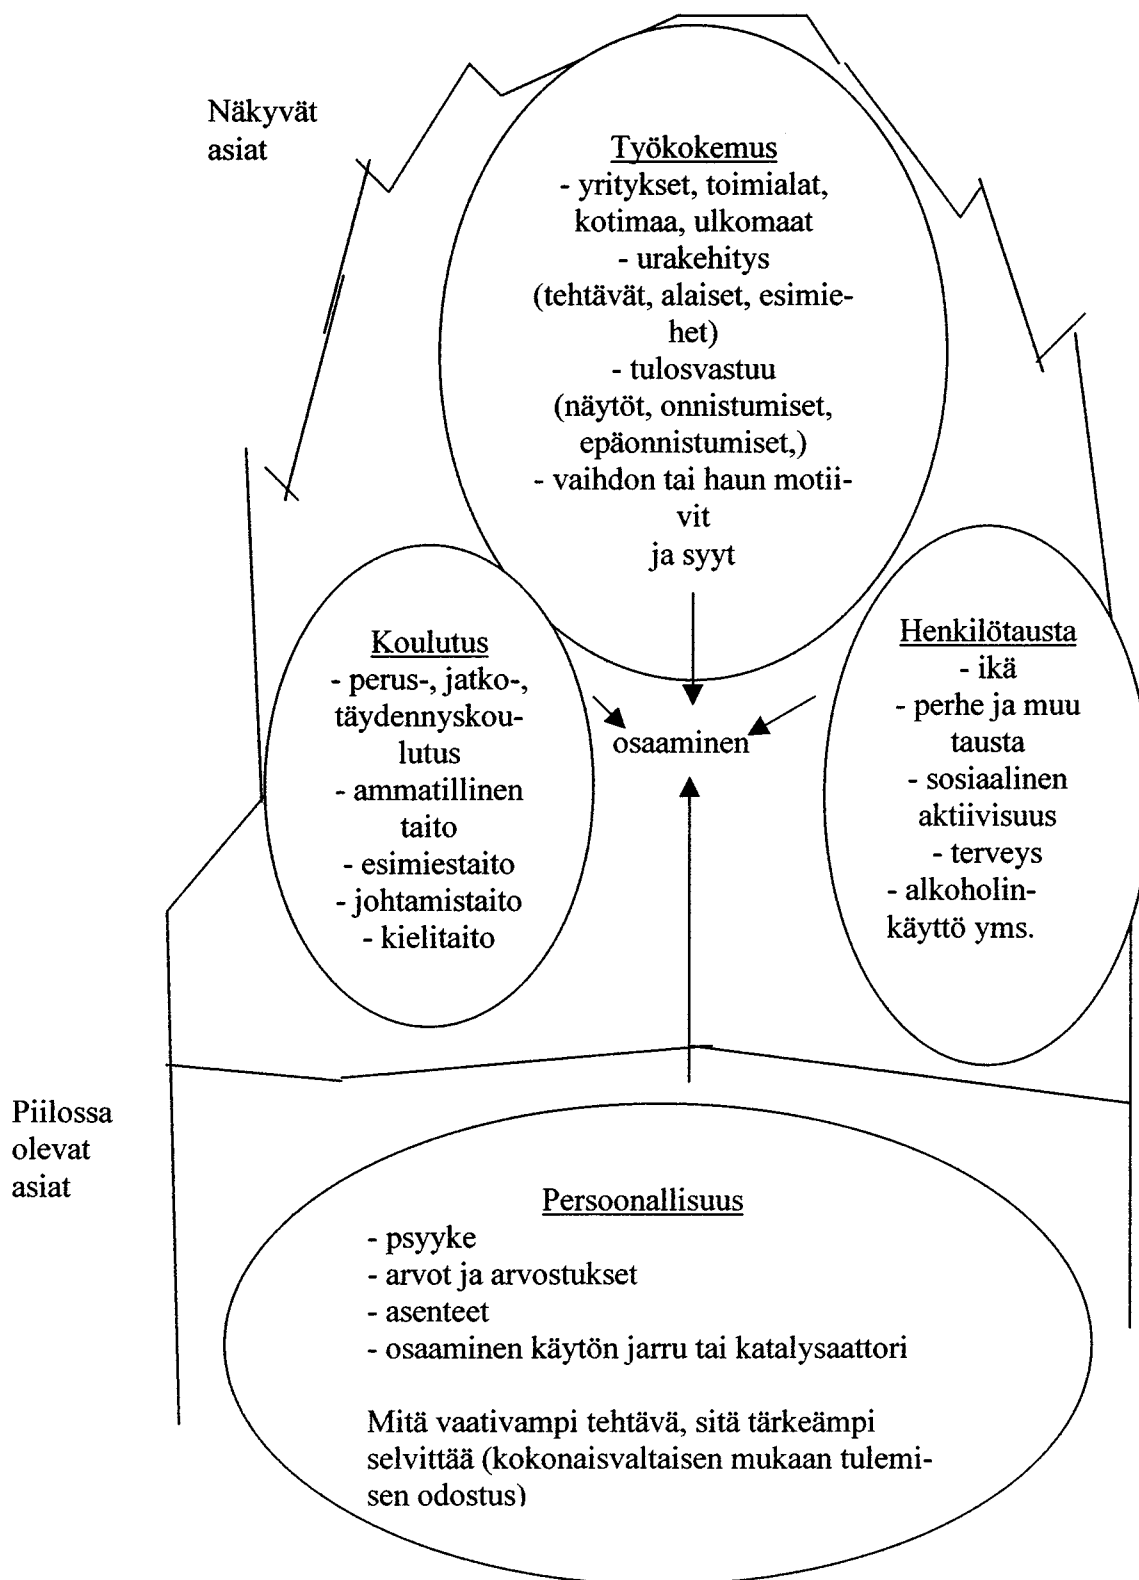 Näkyvät
asiat
Työkokemus
- yritykset, toimialat,
kotimaa, ulkomaat
- urakehitys
(tehtävät, alaiset, esimie-
het)
- tulosvastuu
(näytöt, onnistumiset,
epäonnistumiset,)
- vaihdon tai haun motii-
vit
ja syyt
Koulutus
- perus-, jatko-,
täydennyskou-
lutus
- ammatillinen
taito
- esimiestaito
- johtamistaito
- kielitaito
osaaminen
Henkilötausta
- ikä
- perhe ja muu
tausta
- sosiaalinen
aktiivisuus
- terveys
- alkoholin-
käyttö yms.
Piilossa
olevat
asiat
Persoonallisuus
- psyyke
- arvot ja arvostukset
- asenteet
- osaaminen käytön jarru tai katalysaattori
Mitä vaativampi tehtävä, sitä tärkeämpi
selvittää (kokonaisvaltaisen mukaan tulemi-
sen odostus)